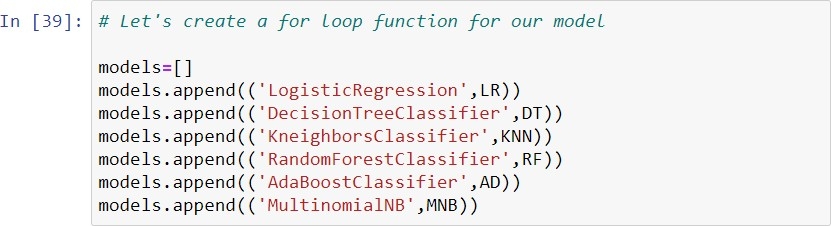 In [39]: # Let's create a for loop function for our model
models=[]
models.append(('LogisticRegression',LR))
models.append(('DecisionTreeClassifier',DT))
models.append(('KneighborsClassifier',KNN))
models.append(('RandomForestClassifier',RF))
models.append(('AdaBoostClassifier',AD))
models.append(('MultinomialNB',MNB))